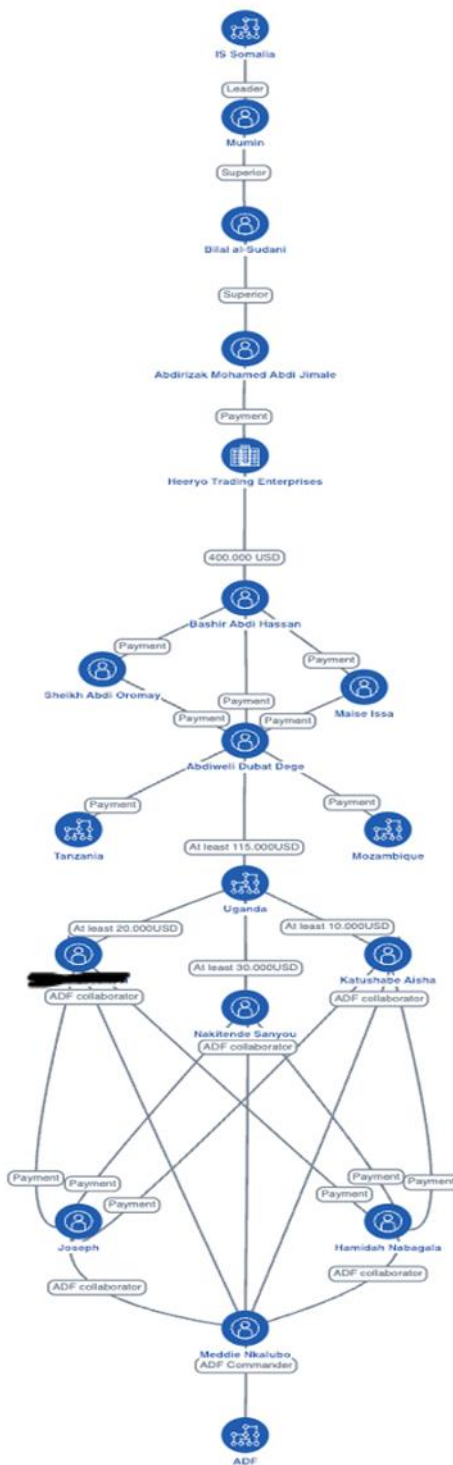 IS Somalia
Leader
Mumin
Superior
Bilal al-Sudani
Superior
Abdirizak Mohamed Abdi Jimale
Payment
Heeryo Trading Enterprises
400.000 USD
Bashir Abdi Hassan
Payment
Payment
Sheikh Abdi Oromay
Payment
Maise Issa
Payment
Payment
Abdiweli Dubat Dege
Payment
Payment
Tanzania
Mozambique
At least 115.000USD
Uganda
At least 20.000USD
At least 10.000USD
At least 30.000USD
Katushabe Aisha
ADF collaborator
ADF collaborator
Nakitende Sanyou
ADF collaborator
Payment
Payment
Payment
Payment
Payment
Payment
Joseph
Hamidah Nabagala
ADF collaborator
ADF collaborator
Meddie Nkalubo
ADF Commander
ADF